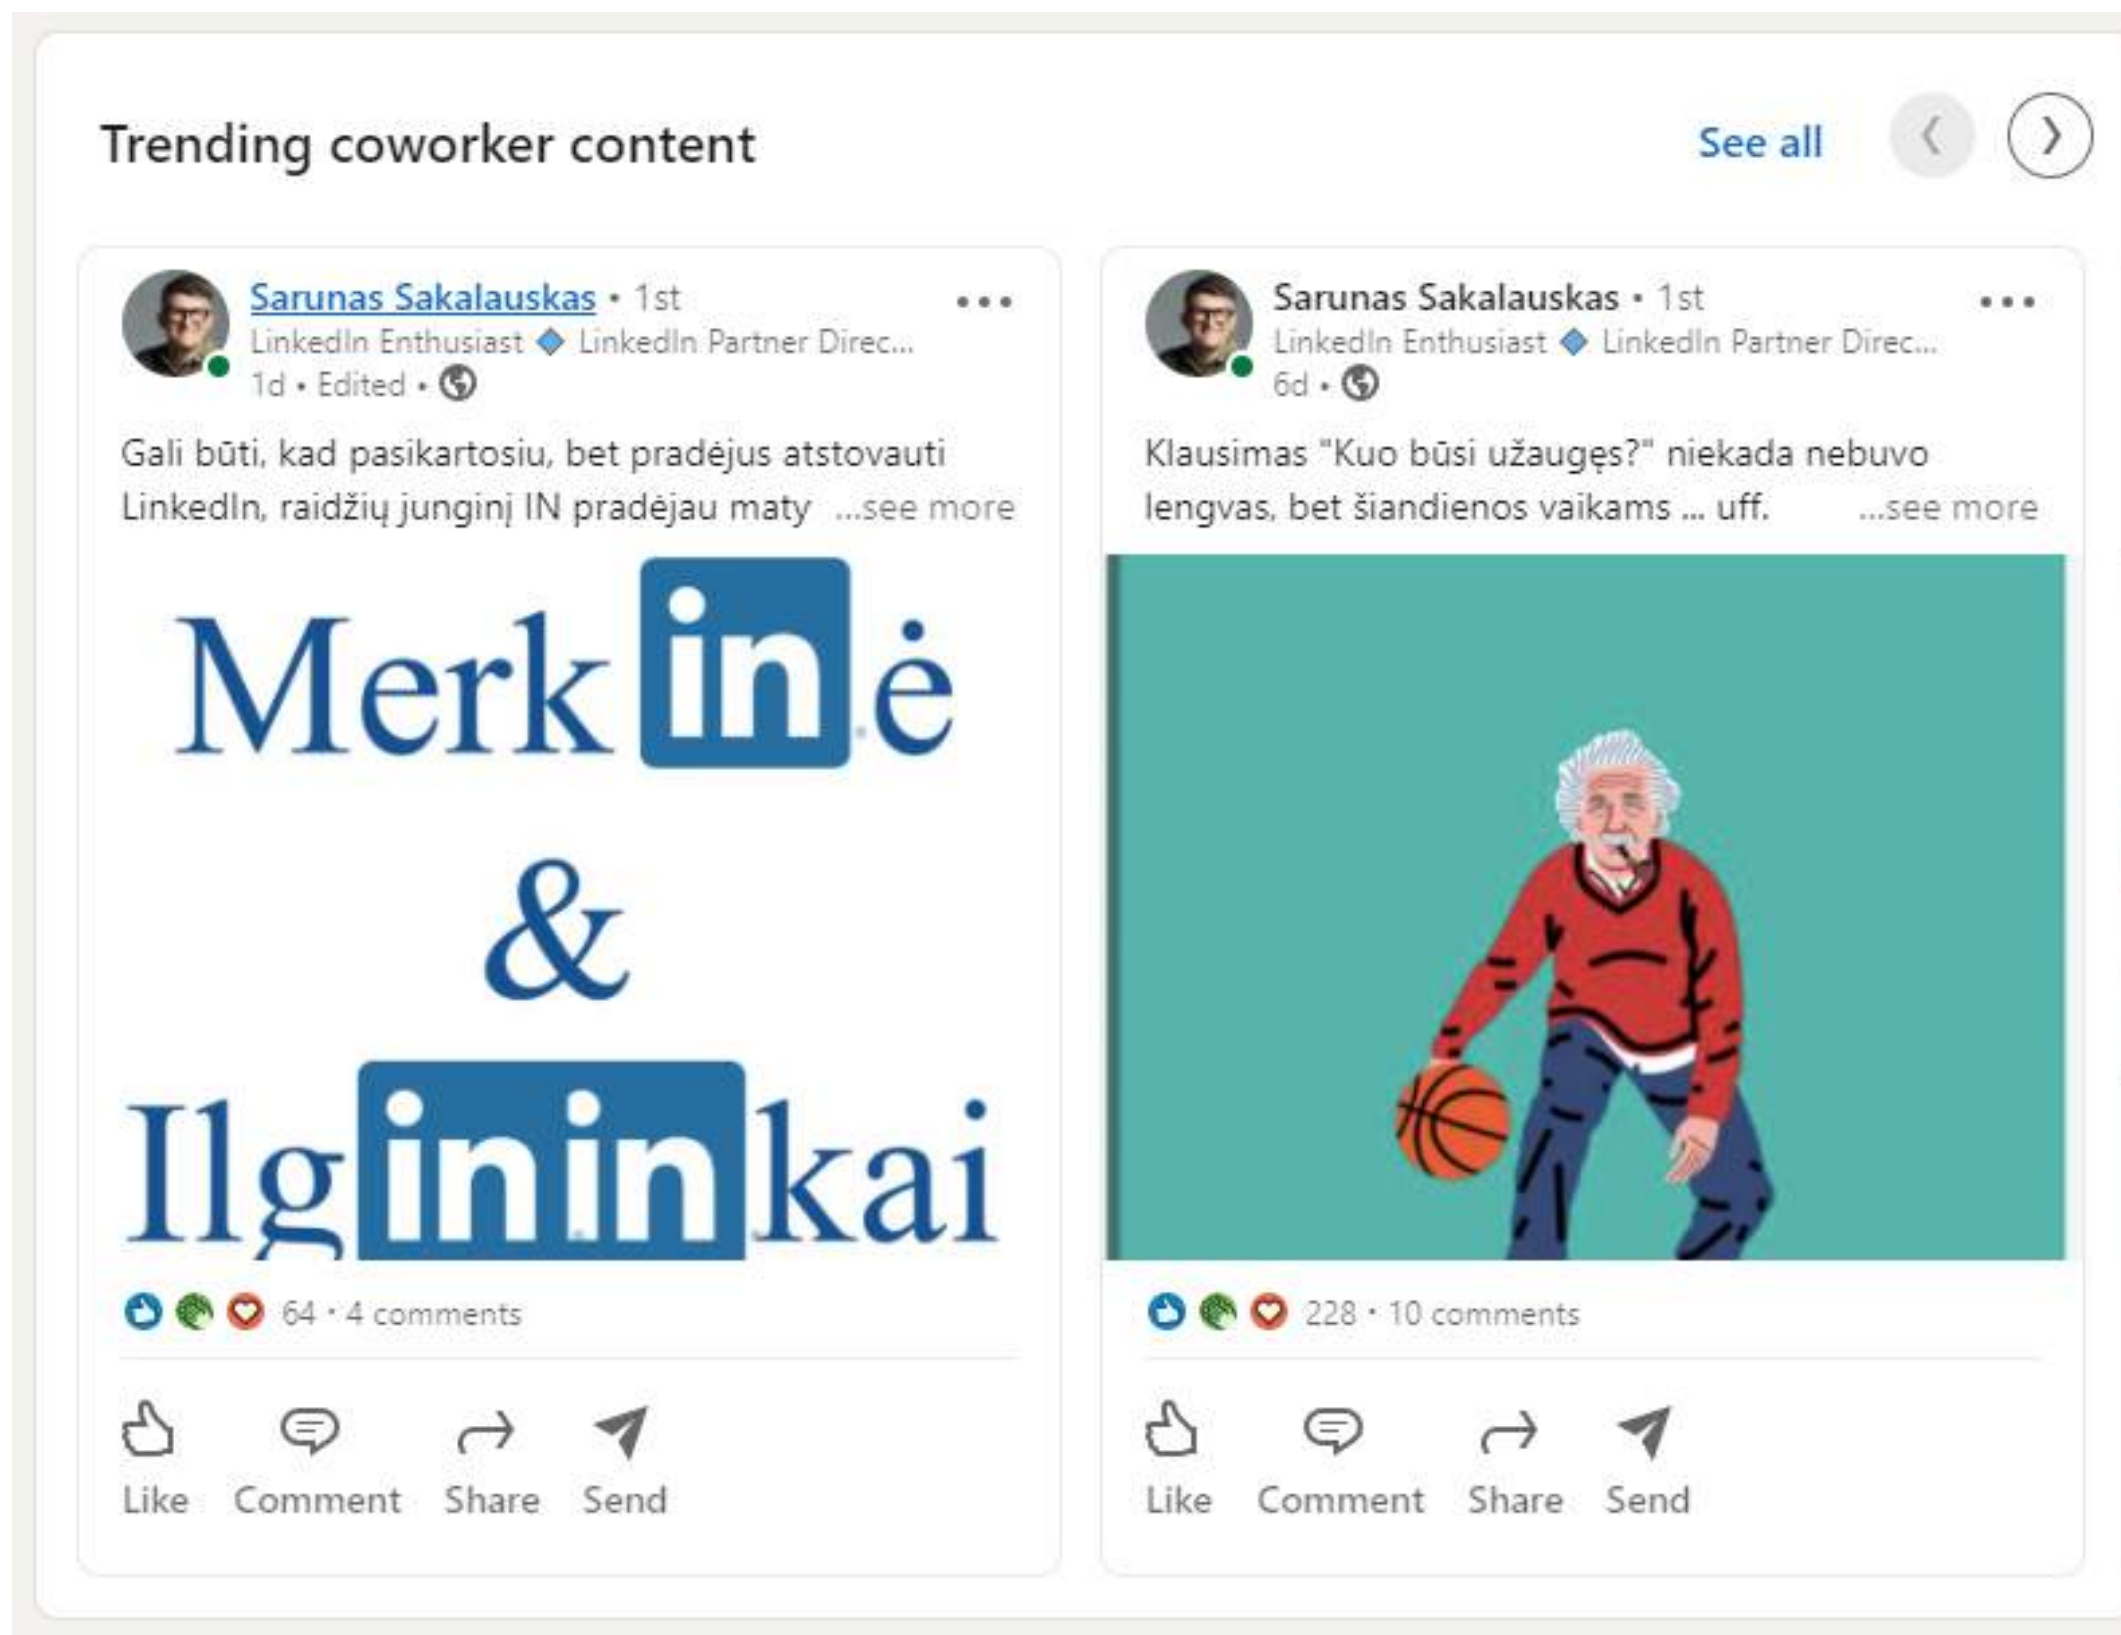 Trending coworker content
See all
Sarunas Sakalauskas • 1st
LinkedIn Enthusiast 🔷 LinkedIn Partner Direc...
1d • Edited •
Gali būti, kad pasikartosiu, bet pradėjus atstovauti
LinkedIn, raidžių junginį IN pradėjau maty ...see more
Merkinė
&
Ilgininkai
64 • 4 comments
Like Comment Share Send
Sarunas Sakalauskas • 1st
LinkedIn Enthusiast 🔷 LinkedIn Partner Direc...
6d •
Klausimas "Kuo būsi užaugęs?" niekada nebuvo
lengvas, bet šiandienos vaikams ... uff. ...see more
228 • 10 comments
Like Comment Share Send